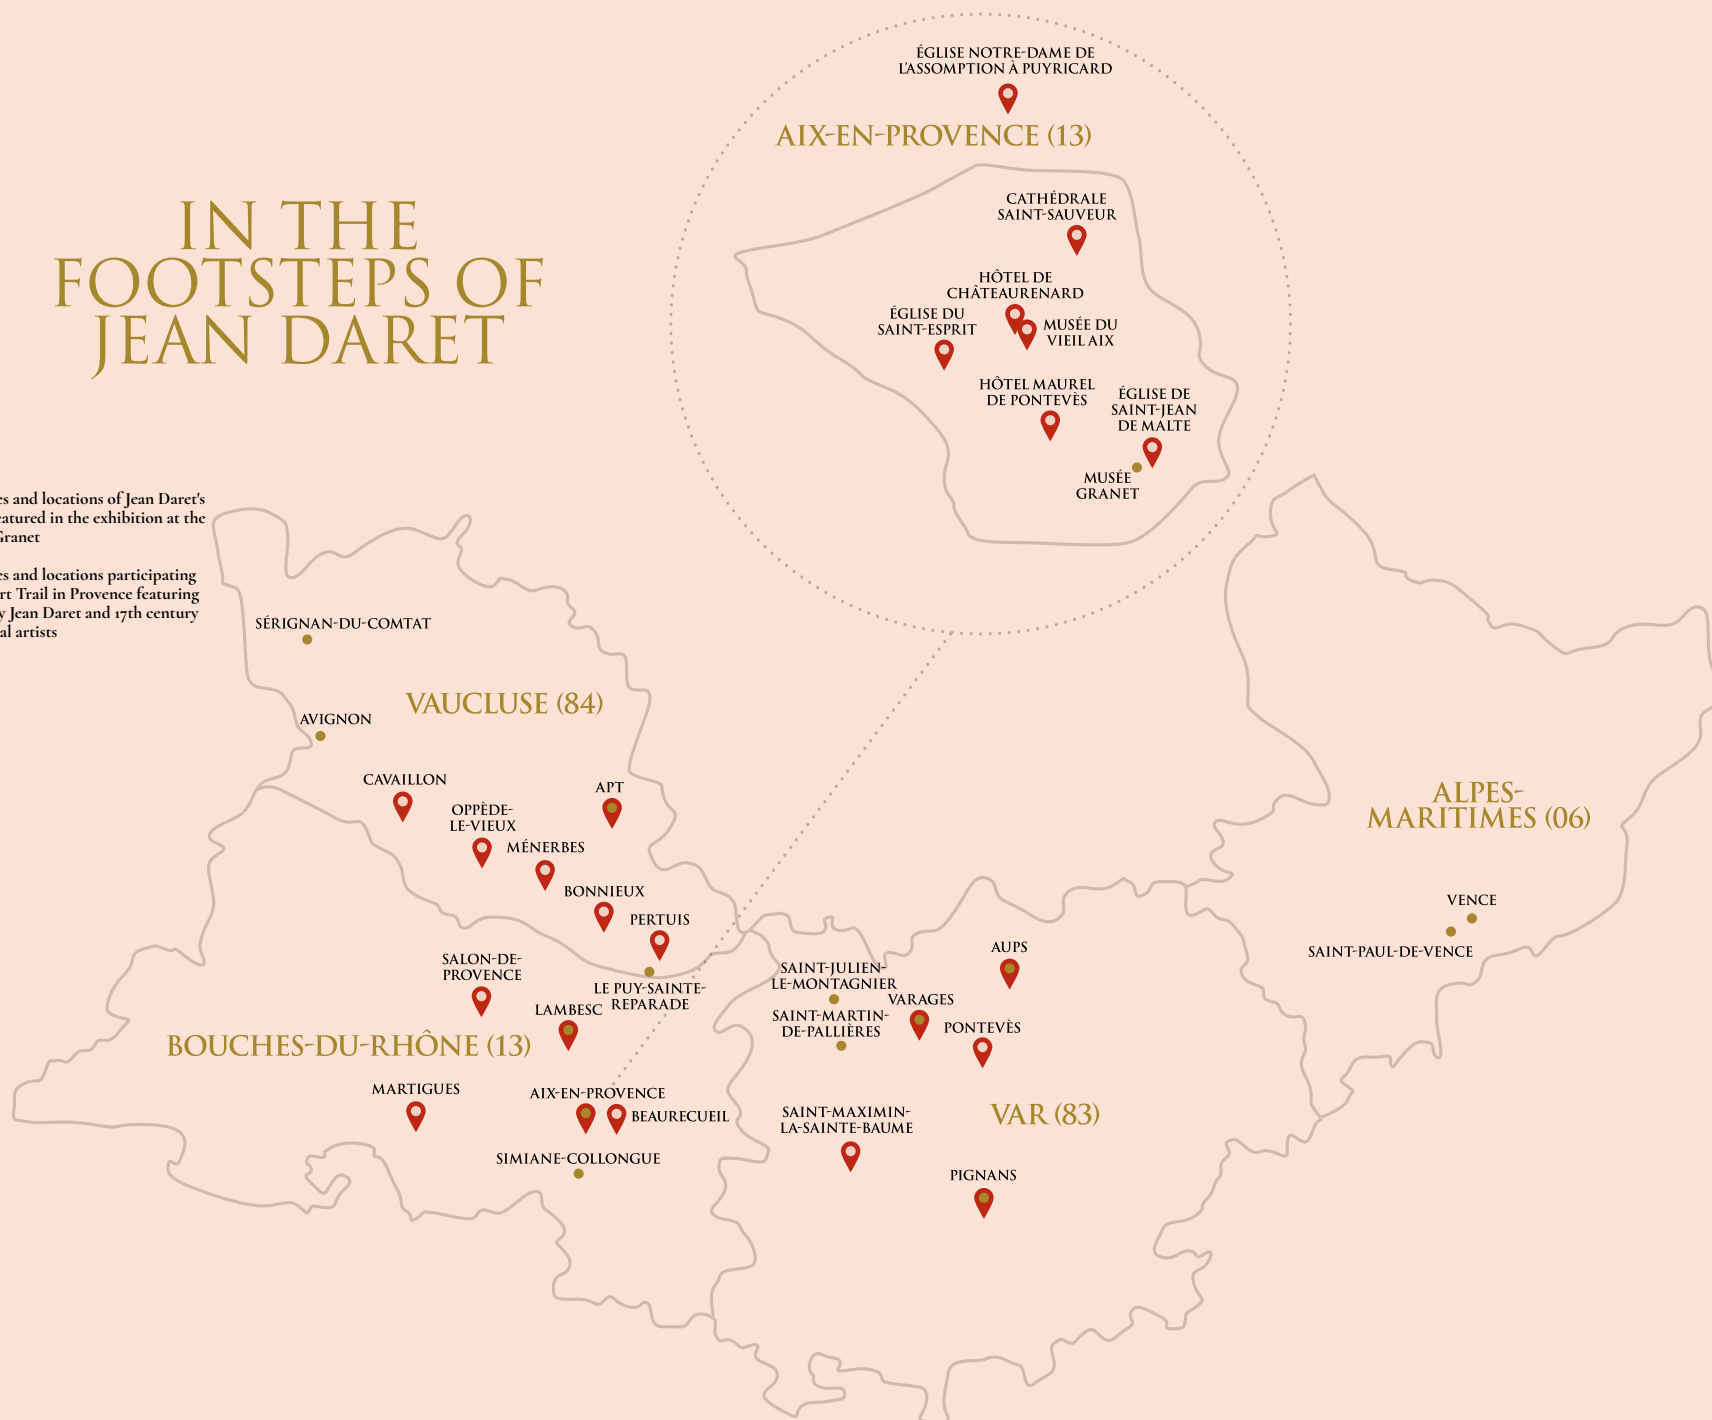 IN THE
FOOTSTEPS OF
JEAN DARET
and locations of Jean Daret's
in the exhibition at the
and locations participating
Trail in Provence featuring
Jean Daret and 17th century
artists
ÉGLISE NOTRE-DAME DE
L'ASSOMPTION À PUYRICARD
AIX-EN-PROVENCE (13)
CATHÉDRALE
SAINT-SAUVEUR
HÔTEL DE
CHÂTEAURENARD
ÉGLISE DU
SAINT-ESPRIT
MUSÉE DU
VIEIL AIX
HÔTEL MAUREL
DE PONTEVÈS
ÉGLISE DE
SAINT-JEAN
DE MALTE
MUSÉE
GRANET
SÉRIGNAN-DU-COMTAT
VAUCLUSE (84)
AVIGNON
CAVAILLON
APT
OPPÈDE-
LE-VIEUX
MÉNERBES
BONNIEUX
PERTUIS
SALON-DE-
PROVENCE
LE PUY-SAINTE-
REPARADE
LAMBESC
BOUCHES-DU-RHÔNE (13)
MARTIGUES
AIX-EN-PROVENCE
BEAURECUEIL
SIMIANE-COLLONGUE
AUPS
SAINT-JULIEN-
LE-MONTAGNIER
VARAGES
SAINT-MARTIN-
DE-PALLIÈRES
PONTEVÈS
SAINT-MAXIMIN-
LA-SAINTE-BAUME
VAR (83)
PIGNANS
ALPES-
MARITIMES (06)
VENCE
SAINT-PAUL-DE-VENCE